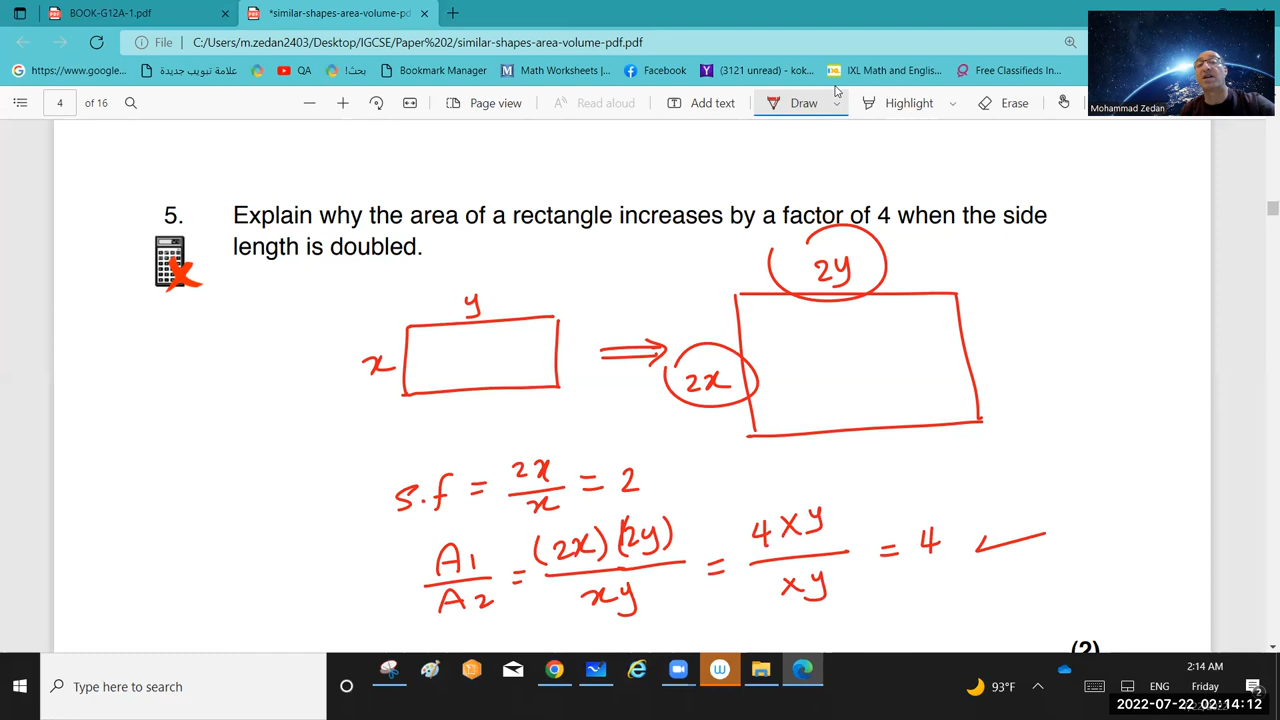 BOOK-G12A-1.pdf
*similar-shapes-area-volume-pd
File C:/Users/m.zedan2403/Desktop/IGCSE/Paper%202/similar-shapes-area-volume-pdf.pdf
https://www.google... علامة تبويب جديدة QA بحث! Bookmark Manager Math Worksheets |... Facebook (3121 unread) - kok... IXL Math and Englis... Free Classifieds In...
4 of 16 Page view Read aloud Add text Draw Highlight Erase
Mohammad Zedan
5. Explain why the area of a rectangle increases by a factor of 4 when the side
length is doubled.
2y
y
x
2x
s.f = 2x/x = 2
A1/A2 = (2x)(2y)/xy = 4xy/xy = 4
(2)
Type here to search
93°F
ENG
2:14 AM
Friday
2022-07-22 02:14:12